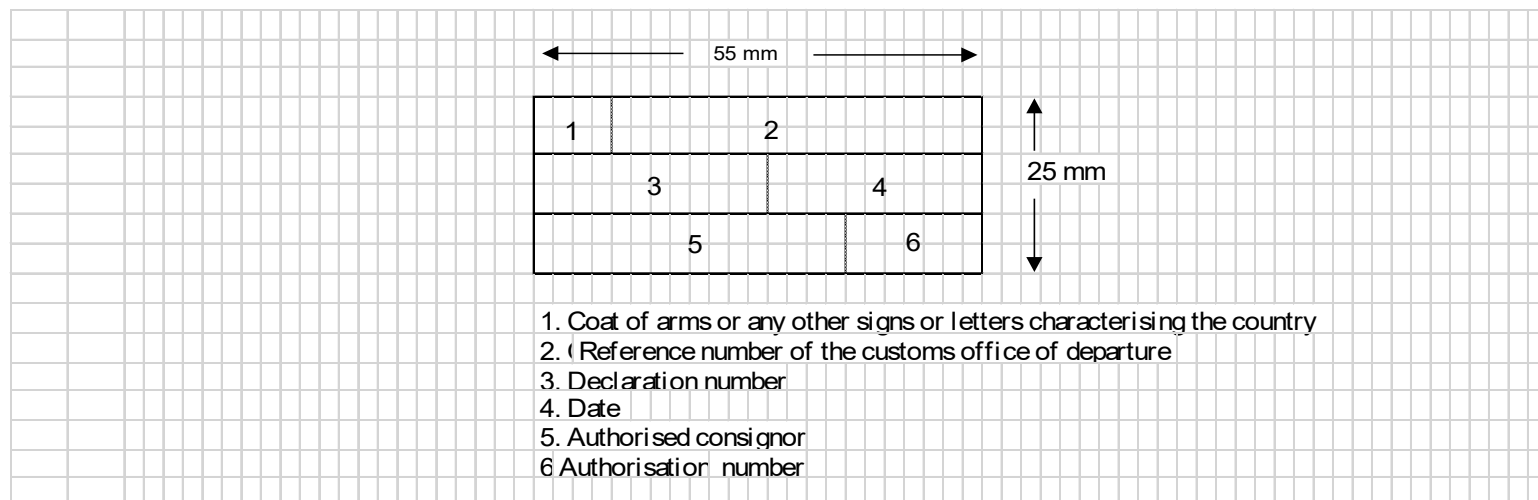 55 mm
1 2
25 mm
3 4
5 6
1. Coat of arms or any other signs or letters characterising the country
2. (Reference number of the customs office of departure
3. Declaration number
4. Date
5. Authorised consignor
6 Authorisation number